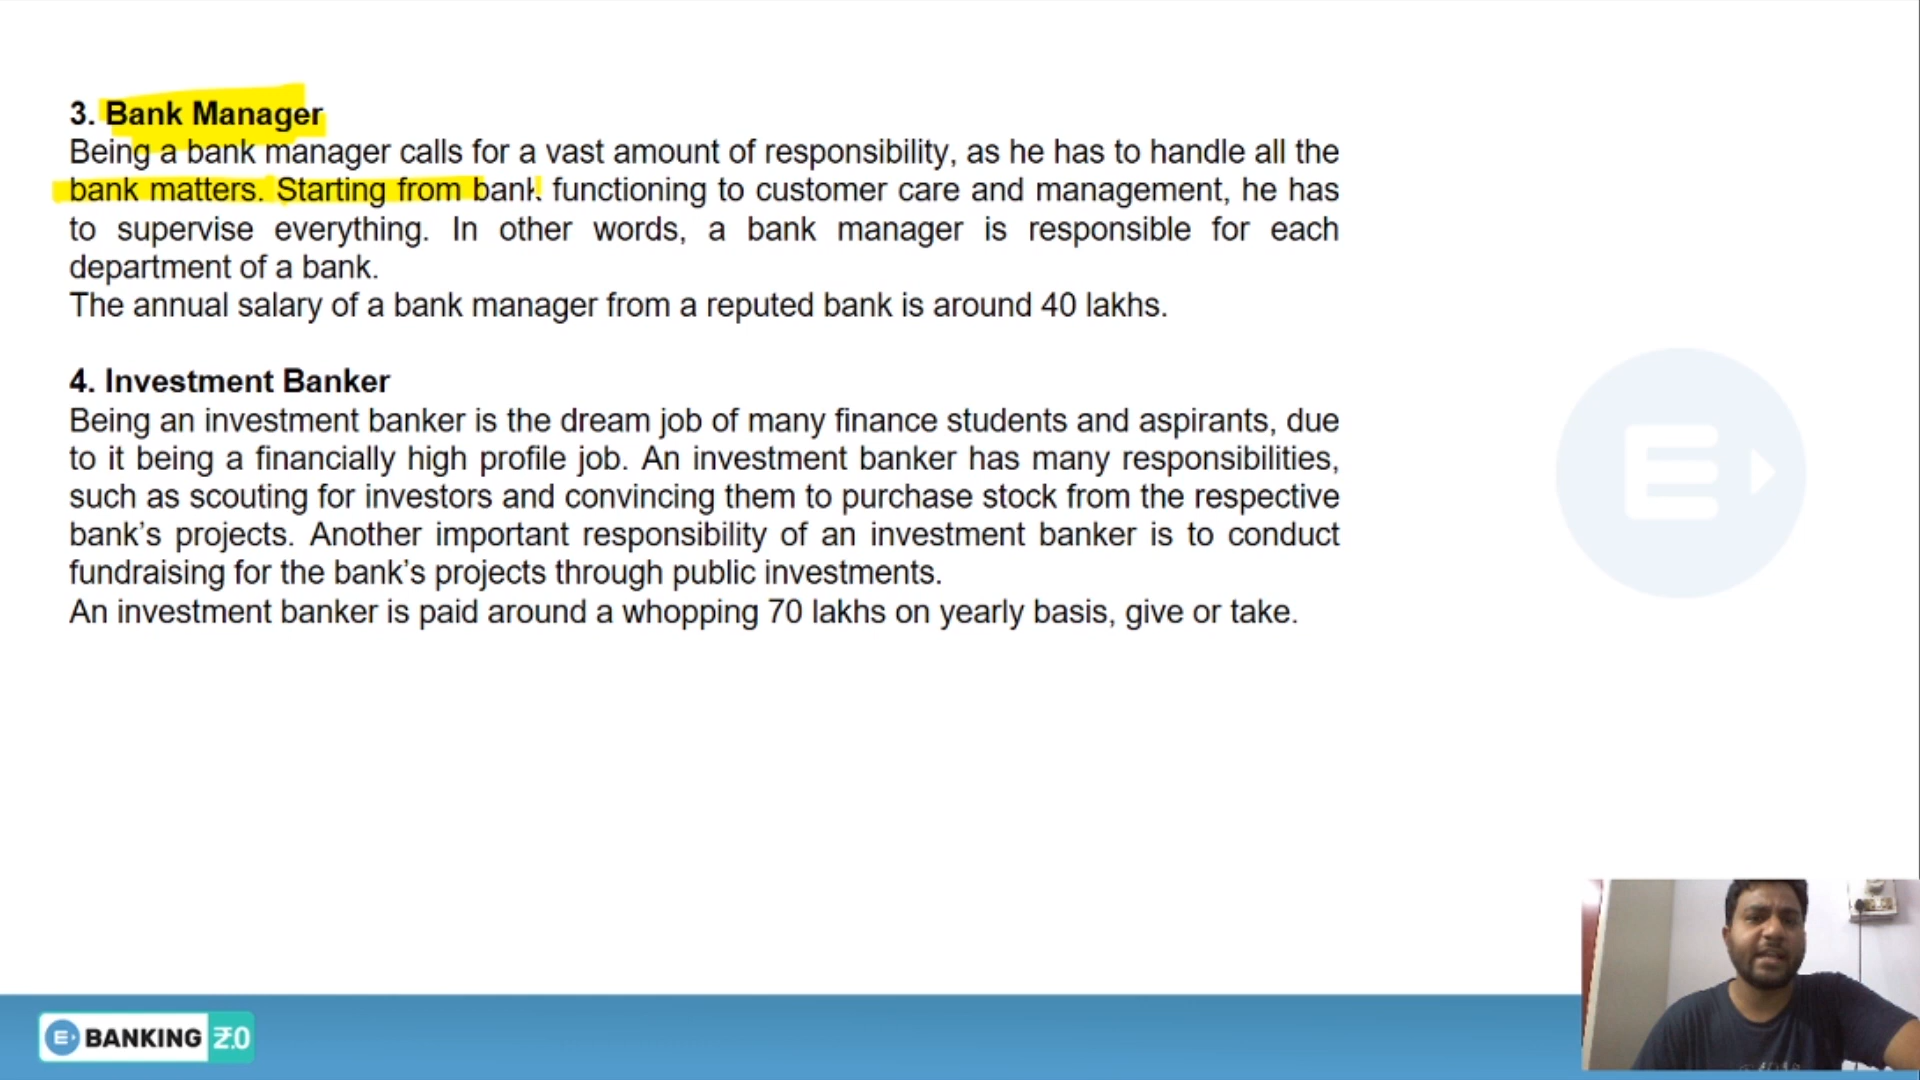 3. Bank Manager
Being a bank manager calls for a vast amount of responsibility, as he has to handle all the
bank matters. Starting from bank functioning to customer care and management, he has
to supervise everything. In other words, a bank manager is responsible for each
department of a bank.
The annual salary of a bank manager from a reputed bank is around 40 lakhs.
4. Investment Banker
Being an investment banker is the dream job of many finance students and aspirants, due
to it being a financially high profile job. An investment banker has many responsibilities,
such as scouting for investors and convincing them to purchase stock from the respective
bank’s projects. Another important responsibility of an investment banker is to conduct
fundraising for the bank’s projects through public investments.
An investment banker is paid around a whopping 70 lakhs on yearly basis, give or take.
E BANKING ₹.0